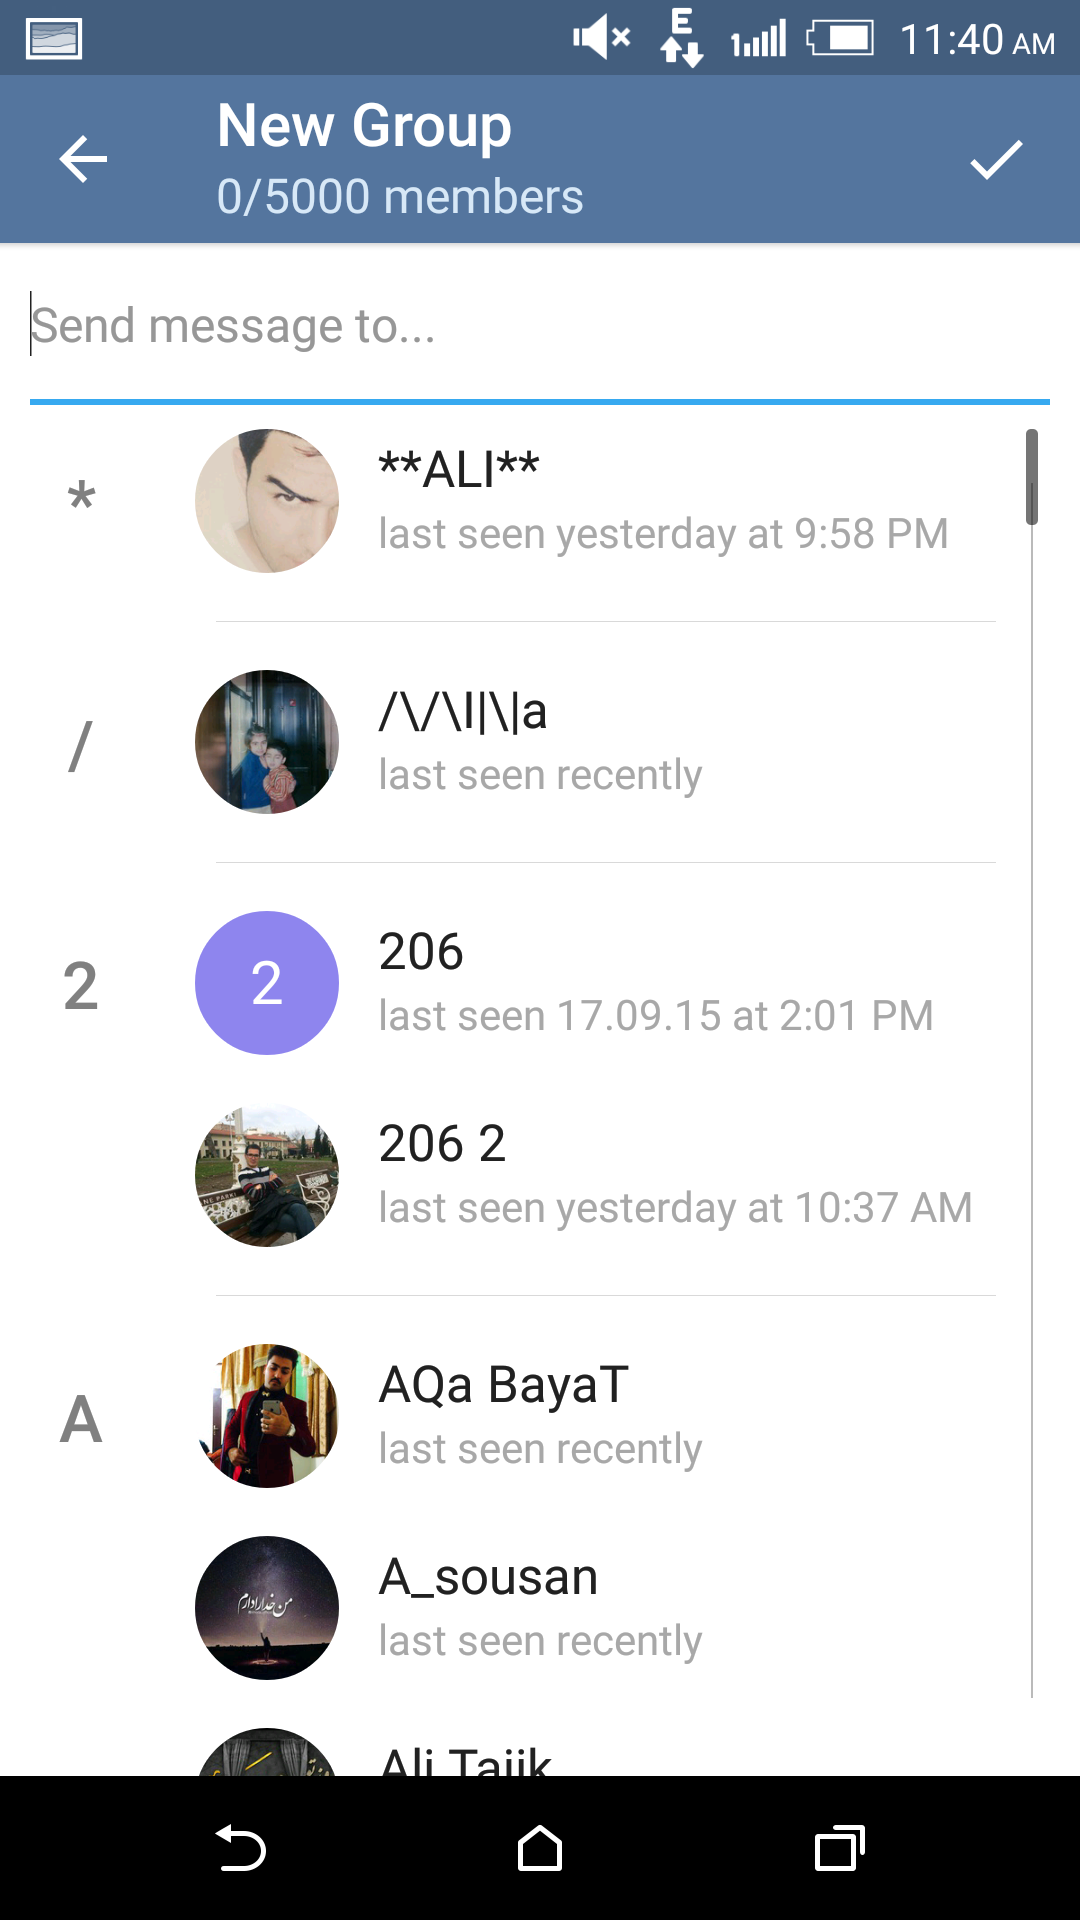 E
11:40 AM
New Group
0/5000 members
Send message to...
*
**ALI**
last seen yesterday at 9:58 PM
/
/\/\I|\|a
last seen recently
2
2
206
last seen 17.09.15 at 2:01 PM
206 2
last seen yesterday at 10:37 AM
A
AQa BayaT
last seen recently
من خدا را دارم
A_sousan
last seen recently
Ali Tajik